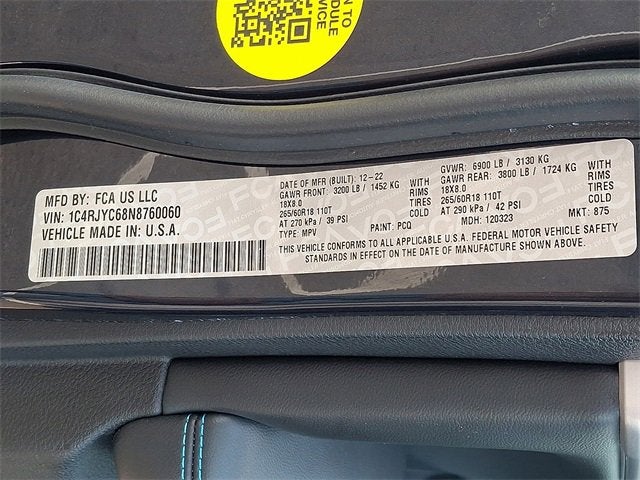 N TO
DULE
VICE
MFD BY: FCA US LLC
VIN: 1C4RJYC68N8760060
VEHICLE MADE IN: U.S.A.
DATE OF MFR (BUILT): 12-22
GAWR FRONT: 3200 LB / 1452 KG WITH
18X8.0 RIMS
265/60R18 110T TIRES
AT 270 kPa / 39 PSI COLD
TYPE: MPV PAINT: PCQ
GVWR: 6900 LB / 3130 KG
GAWR REAR: 3800 LB / 1724 KG WITH
18X8.0 RIMS
265/60R18 110T TIRES
AT 290 kPa / 42 PSI COLD
MDH: 120323 MKT: 875
THIS VEHICLE CONFORMS TO ALL APPLICABLE U.S.A. FEDERAL MOTOR VEHICLE SAFETY
STANDARDS IN EFFECT ON THE DATE OF MANUFACTURE SHOWN ABOVE.